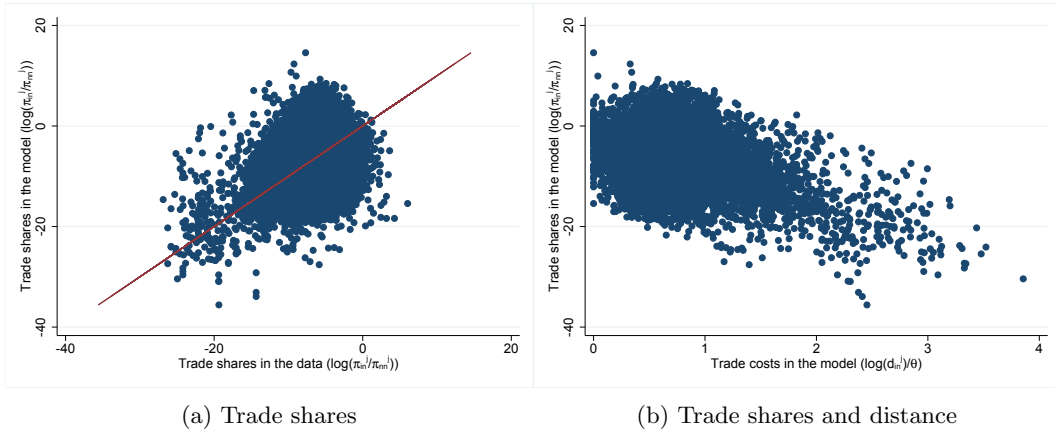 20
0
-20
-40
Trade shares in the model (log(π_in^j/π_nn^j))
-40
-20
0
20
Trade shares in the data (log(π_in^j/π_nn^j))
20
0
-20
-40
Trade shares in the model (log(π_in^j/π_nn^j))
0
1
2
3
4
Trade costs in the model (log(d_in^j)/θ)
(a) Trade shares
(b) Trade shares and distance